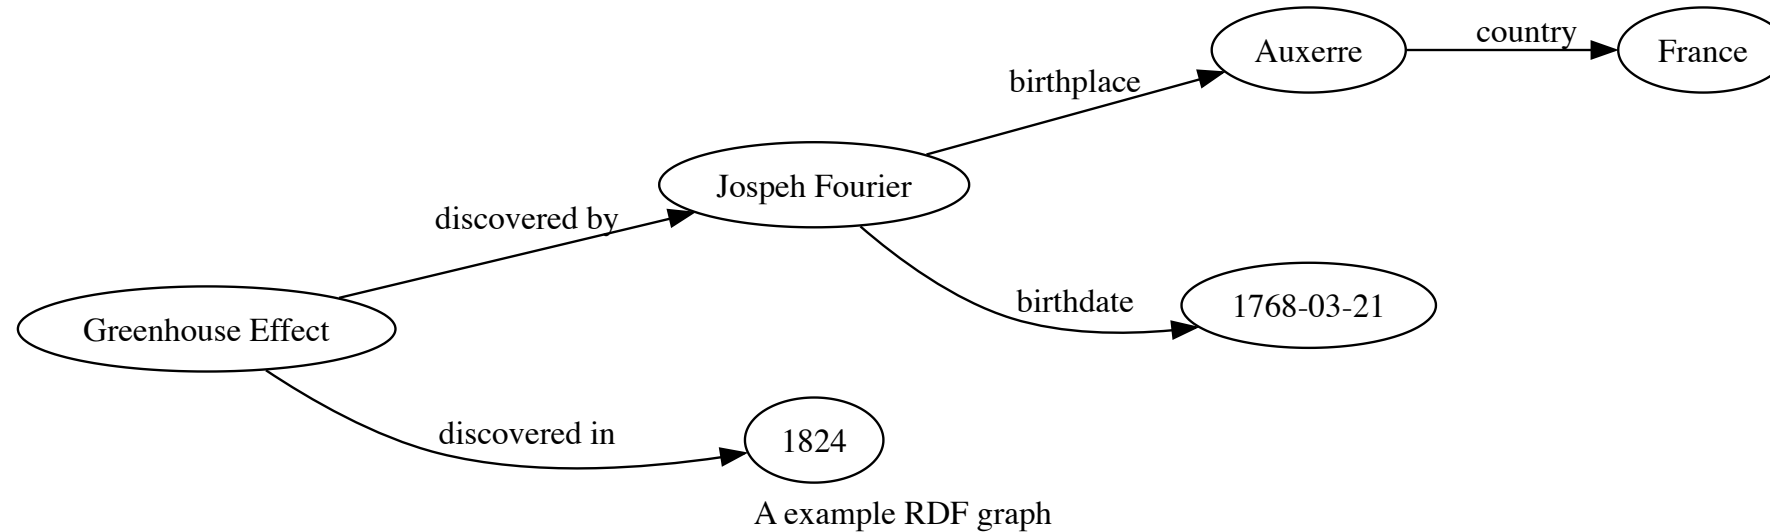 Auxerre
country
France
birthplace
Jospeh Fourier
discovered by
birthdate
1768-03-21
Greenhouse Effect
discovered in
1824
A example RDF graph